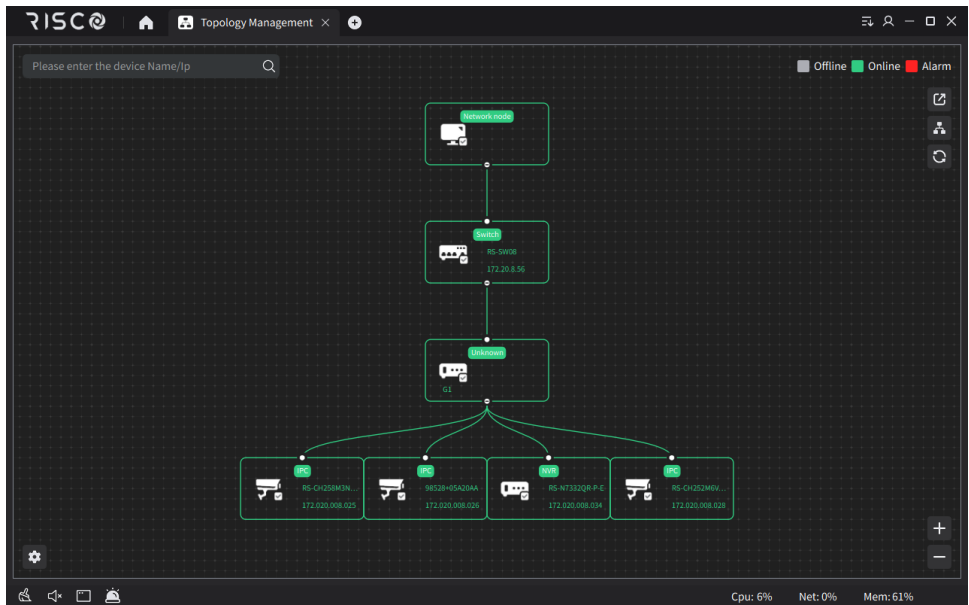 RISCO
Topology Management
Please enter the device Name/Ip
Offline
Online
Alarm
Network node
Switch
RS-SW08
172.20.8.56
Unknown
G1
IPC
RS-CH258M3N...
172.020.008.025
IPC
98528+05A20AA
172.020.008.026
NVR
RS-NT332QR-P-E
172.020.008.034
IPC
RS-CH252M6V...
172.020.008.028
Cpu: 6%
Net: 0%
Mem: 61%